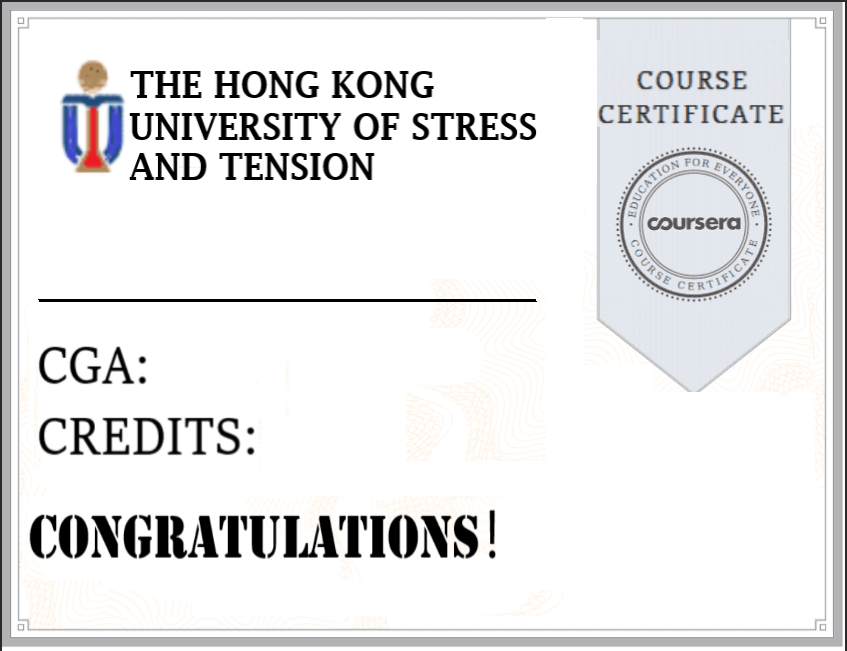 THE HONG KONG
UNIVERSITY OF STRESS
AND TENSION
COURSE
CERTIFICATE
EDUCATION FOR EVERYONE
coursera
COURSE CERTIFICATE
CGA:
CREDITS:
CONGRATULATIONS!